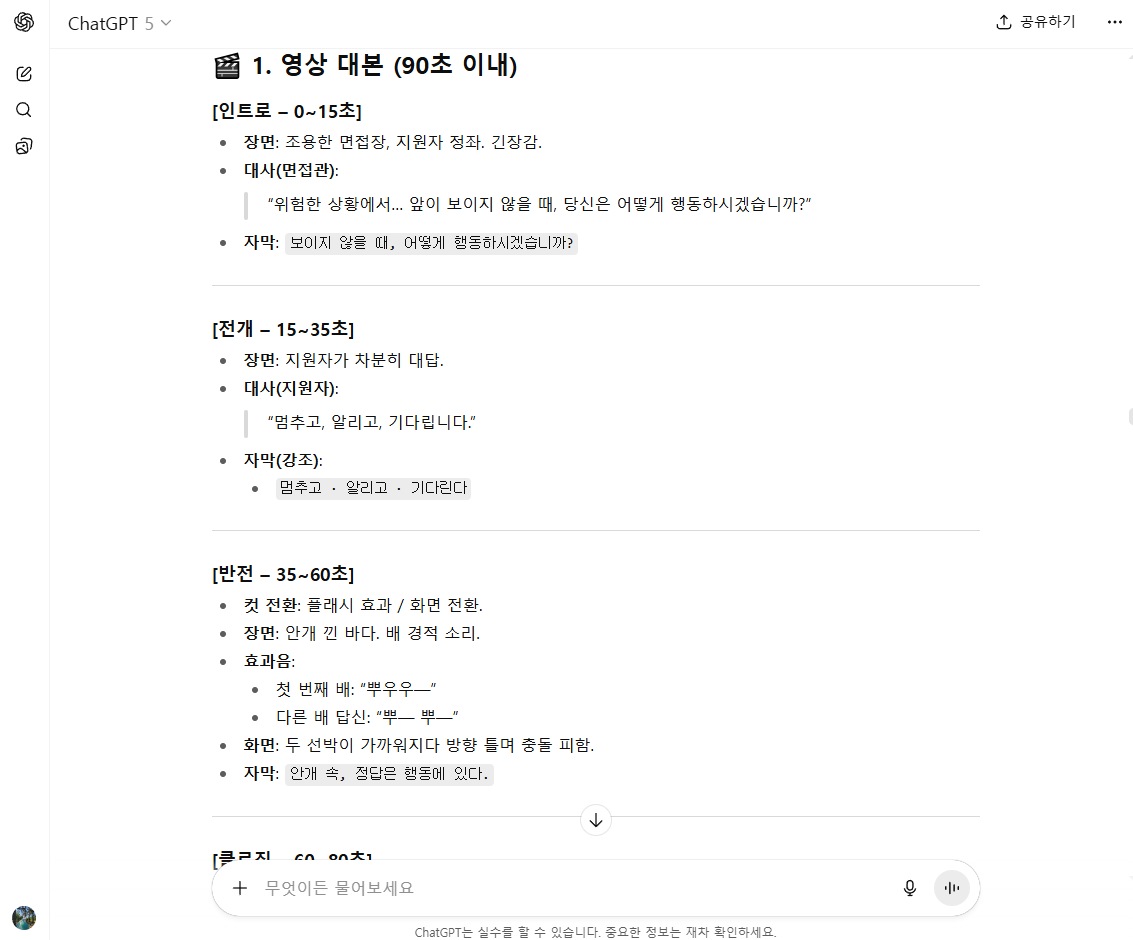 ChatGPT 5
공유하기
🎬 1. 영상 대본 (90초 이내)
[인트로 – 0~15초]
장면: 조용한 면접장, 지원자 정좌. 긴장감.
대사(면접관):
“위험한 상황에서… 앞이 보이지 않을 때, 당신은 어떻게 행동하시겠습니까?”
자막: 보이지 않을 때, 어떻게 행동하시겠습니까?
[전개 – 15~35초]
장면: 지원자가 차분히 대답.
대사(지원자):
“멈추고, 알리고, 기다립니다.”
자막(강조):
멈추고 · 알리고 · 기다린다
[반전 – 35~60초]
컷 전환: 플래시 효과 / 화면 전환.
장면: 안개 낀 바다. 배 경적 소리.
효과음:
첫 번째 배: “뿌우우—”
다른 배 답신: “뿌— 뿌—”
화면: 두 선박이 가까워지다 방향 틀며 충돌 피함.
자막: 안개 속, 정답은 행동에 있다.
[클로징 – 60~80초]
무엇이든 물어보세요
ChatGPT는 실수를 할 수 있습니다. 중요한 정보는 재차 확인하세요.